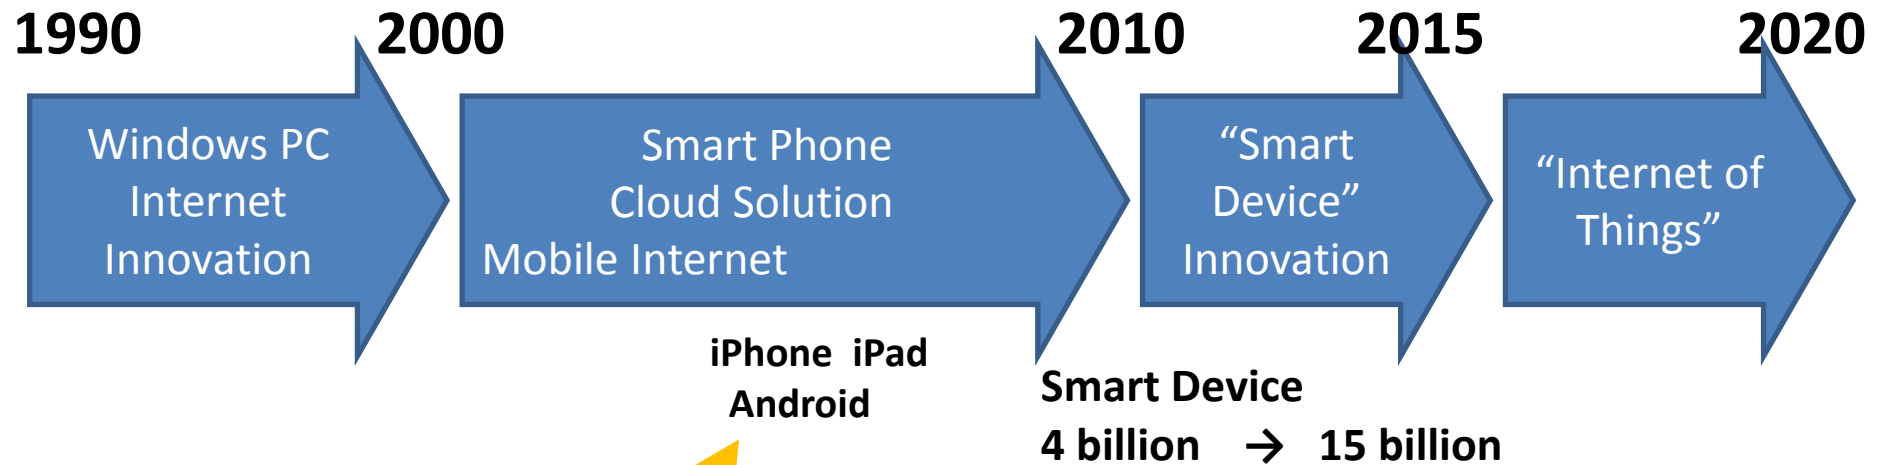 1990 2000 2010 2015 2020
Windows PC
Internet
Innovation
Smart Phone
Cloud Solution
Mobile Internet
“Smart
Device”
Innovation
“Internet of
Things”
iPhone iPad
Android
Smart Device
4 billion → 15 billion